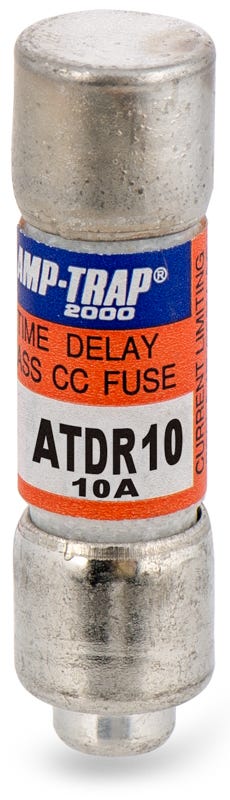 AMP-TRAP®
2000
TIME DELAY
ASS CC FUSE
ATDR10
10A
CURRENT LIMITING